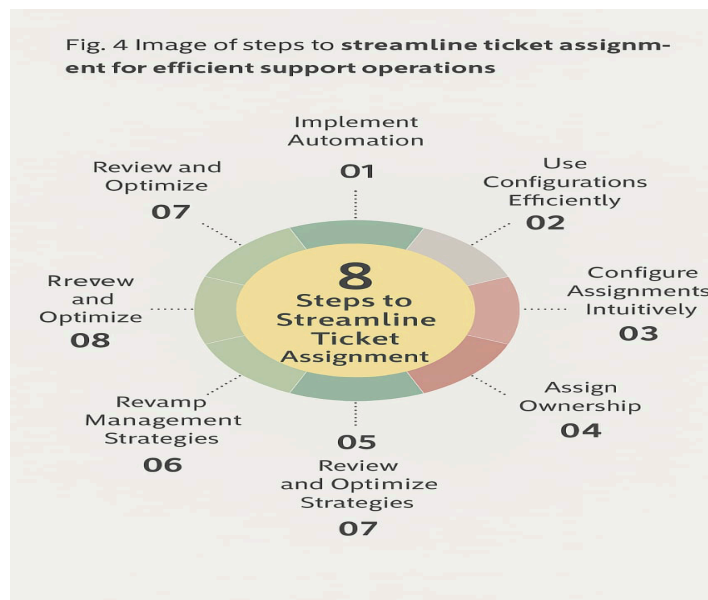 Fig. 4 Image of steps to streamline ticket assignm-
ent for efficient support operations
Implement
Automation
01
Use
Configurations
Efficiently
02
Configure
Assignments
Intuitively
03
Assign
Ownership
04
05
Review
and Optimize
Strategies
07
Revamp
Management
Strategies
06
Rrevew
and
Optimize
08
Review and
Optimize
07
8
Steps to
Streamline
Ticket
Assignment